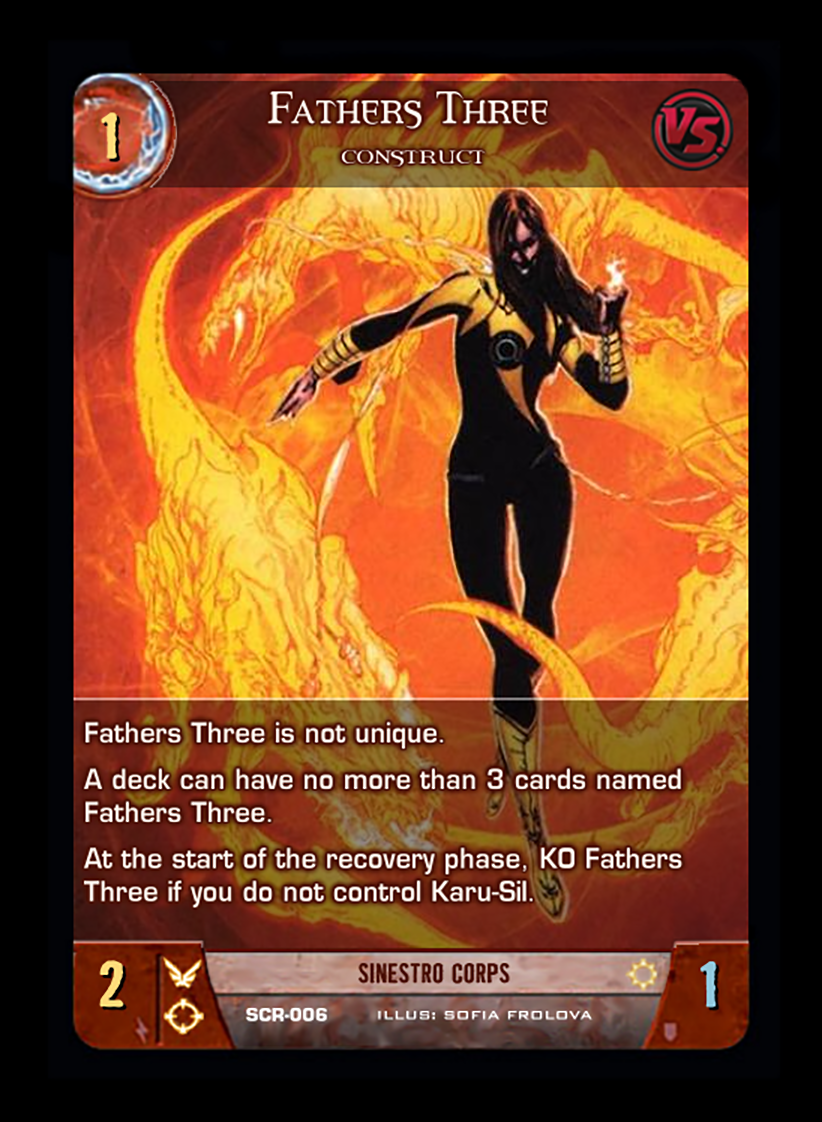 1
Fathers Three
VS.
construct
Fathers Three is not unique.
A deck can have no more than 3 cards named
Fathers Three.
At the start of the recovery phase, KO Fathers
Three if you do not control Karu-Sil.
2
SINESTRO CORPS
1
SCR-006
ILLUS: SOFIA FROLOVA